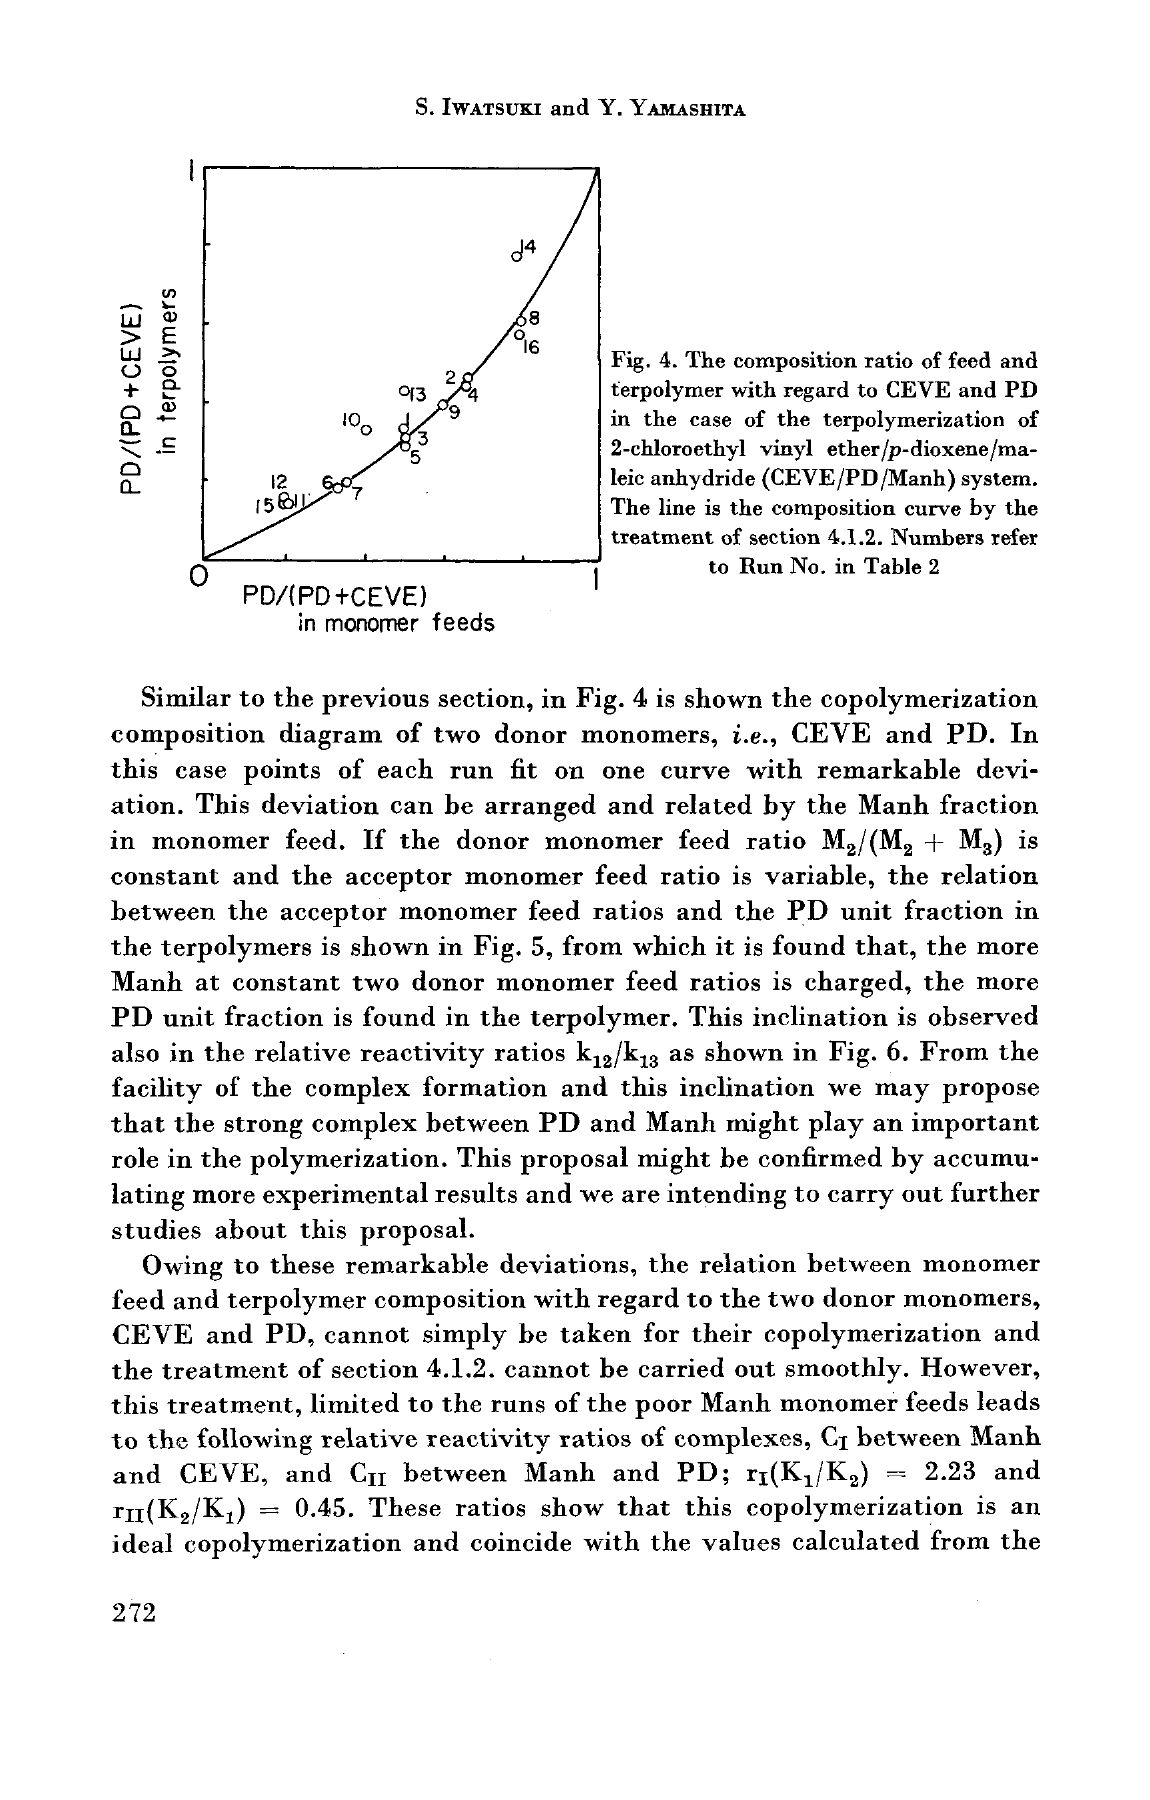 S. IWATSUKI and Y. YAMASHITA
1
PD/(PD+CEVE)
in terpolymers
14
8
16
2
4
13
9
10
1
3
5
12
6
7
15
11
0
1
PD/(PD+CEVE)
in monomer feeds
Fig. 4. The composition ratio of feed and
terpolymer with regard to CEVE and PD
in the case of the terpolymerization of
2-chloroethyl vinyl ether/p-dioxene/ma-
leic anhydride (CEVE/PD/Manh) system.
The line is the composition curve by the
treatment of section 4.1.2. Numbers refer
to Run No. in Table 2
Similar to the previous section, in Fig. 4 is shown the copolymerization
composition diagram of two donor monomers, i.e., CEVE and PD. In
this case points of each run fit on one curve with remarkable devi-
ation. This deviation can be arranged and related by the Manh fraction
in monomer feed. If the donor monomer feed ratio M₂/(M₂ + M₃) is
constant and the acceptor monomer feed ratio is variable, the relation
between the acceptor monomer feed ratios and the PD unit fraction in
the terpolymers is shown in Fig. 5, from which it is found that, the more
Manh at constant two donor monomer feed ratios is charged, the more
PD unit fraction is found in the terpolymer. This inclination is observed
also in the relative reactivity ratios k₁₂/k₁₃ as shown in Fig. 6. From the
facility of the complex formation and this inclination we may propose
that the strong complex between PD and Manh might play an important
role in the polymerization. This proposal might be confirmed by accumu-
lating more experimental results and we are intending to carry out further
studies about this proposal.
Owing to these remarkable deviations, the relation between monomer
feed and terpolymer composition with regard to the two donor monomers,
CEVE and PD, cannot simply be taken for their copolymerization and
the treatment of section 4.1.2. cannot be carried out smoothly. However,
this treatment, limited to the runs of the poor Manh monomer feeds leads
to the following relative reactivity ratios of complexes, C_I between Manh
and CEVE, and C_II between Manh and PD; r_I(K₁/K₂) = 2.23 and
r_II(K₂/K₁) = 0.45. These ratios show that this copolymerization is an
ideal copolymerization and coincide with the values calculated from the
272